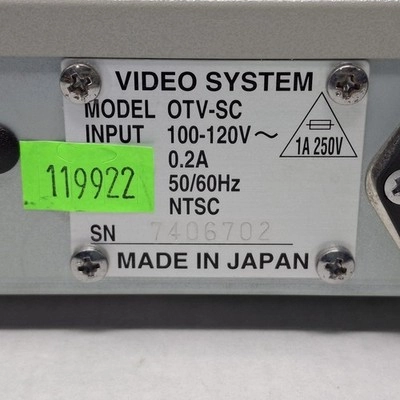 VIDEO SYSTEM
MODEL OTV-SC
INPUT 100-120V~
0.2A
50/60Hz
NTSC
1A 250V
119922
SN 7406702
MADE IN JAPAN